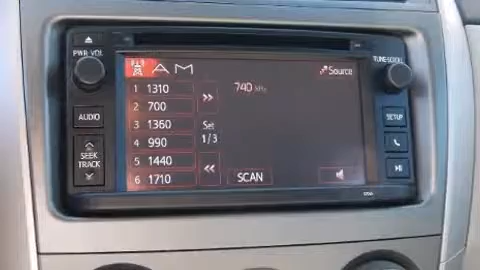 PWR·VOL
TUNE·SCROLL
AM
Source
1 1310
740 kHz
2 700
AUDIO
SETUP
3 1360
Set
1/3
4 990
SEEK
TRACK
5 1440
6 1710
SCAN